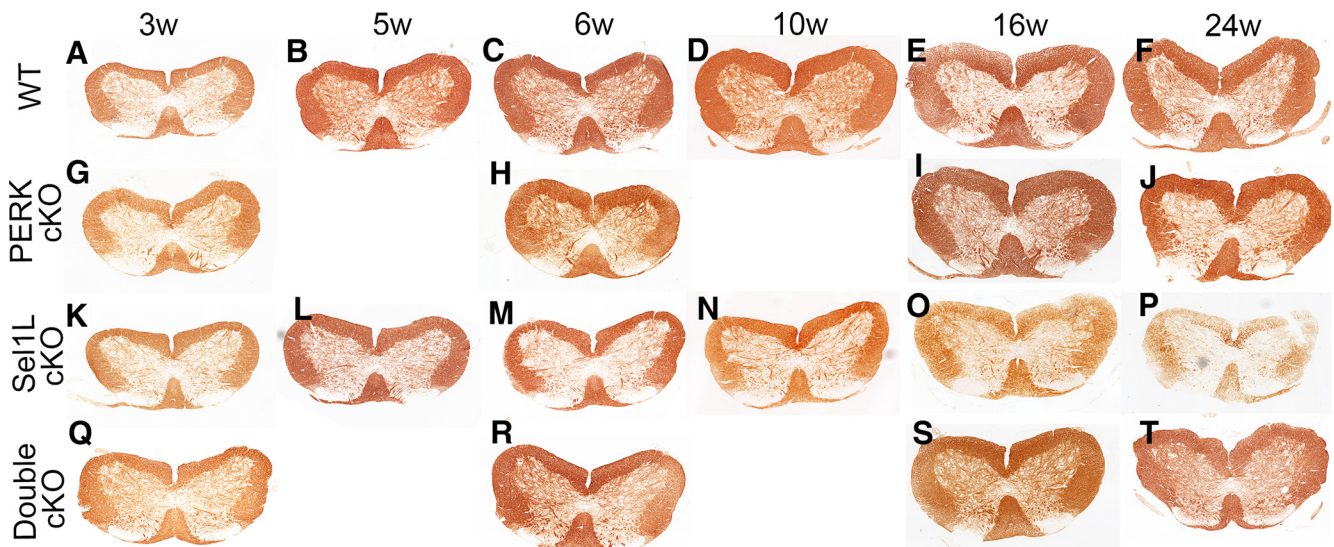 3w 5w 6w 10w 16w 24w
WT A B C D E F
PERK cKO G H I J
Sel1L cKO K L M N O P
Double cKO Q R S T